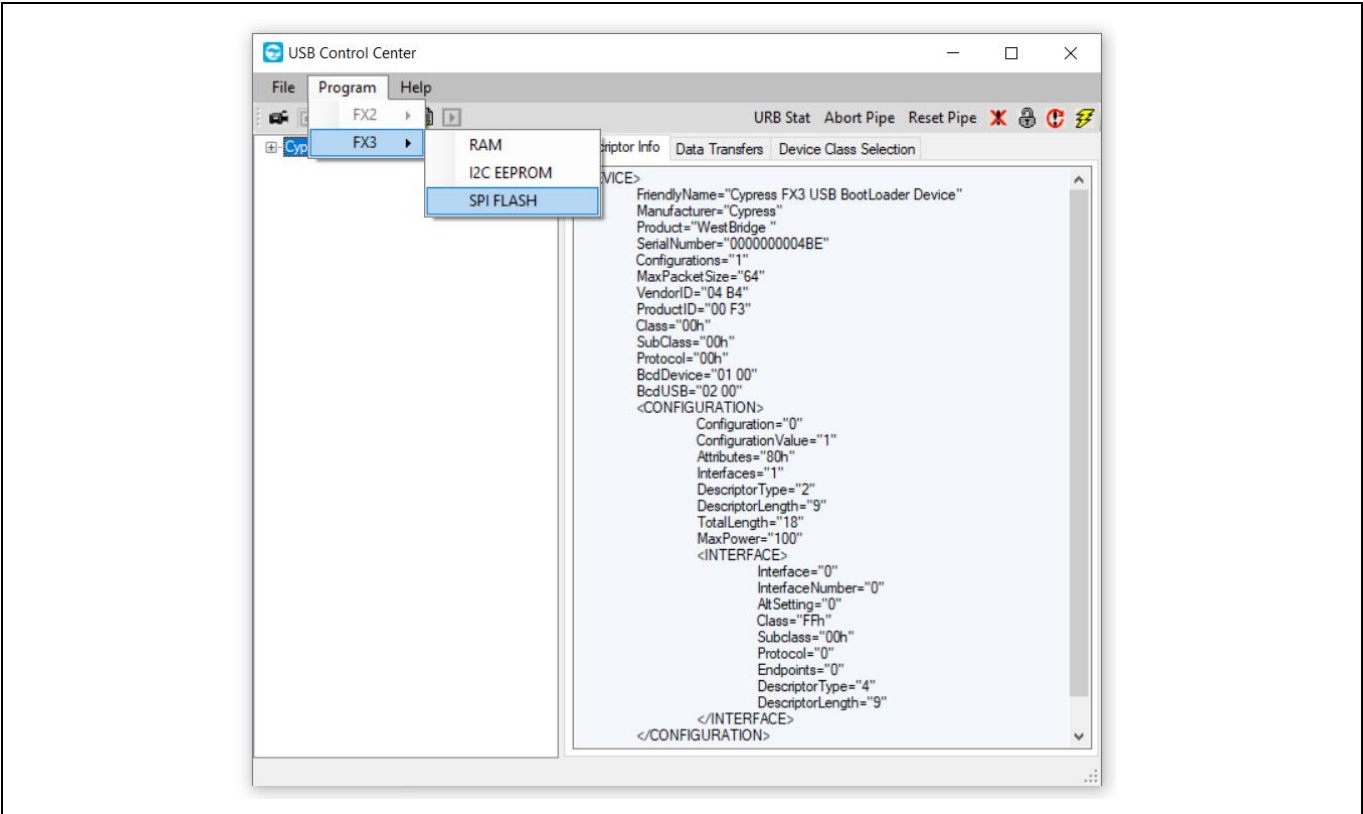 USB Control Center
File Program Help
FX2
URB Stat Abort Pipe Reset Pipe
Cyp
FX3
RAM
I2C EEPROM
SPI FLASH
riptor Info Data Transfers Device Class Selection
VICE>
FriendlyName="Cypress FX3 USB BootLoader Device"
Manufacturer="Cypress"
Product="WestBridge "
SerialNumber="0000000004BE"
Configurations="1"
MaxPacketSize="64"
VendorID="04 B4"
ProductID="00 F3"
Class="00h"
SubClass="00h"
Protocol="00h"
BcdDevice="01 00"
BcdUSB="02 00"
<CONFIGURATION>
Configuration="0"
ConfigurationValue="1"
Attributes="80h"
Interfaces="1"
DescriptorType="2"
DescriptorLength="9"
TotalLength="18"
MaxPower="100"
<INTERFACE>
Interface="0"
InterfaceNumber="0"
AltSetting="0"
Class="FFh"
Subclass="00h"
Protocol="0"
Endpoints="0"
DescriptorType="4"
DescriptorLength="9"
</INTERFACE>
</CONFIGURATION>